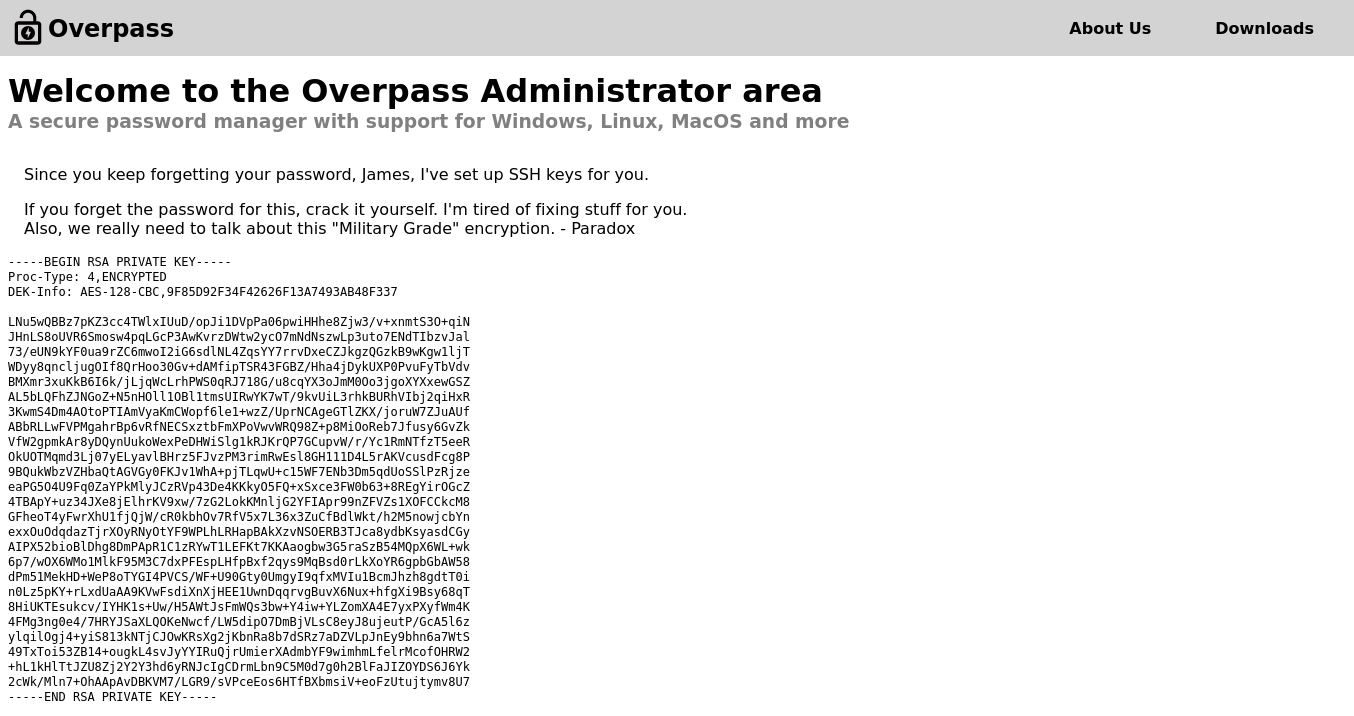 Overpass
About Us
Downloads
Welcome to the Overpass Administrator area
A secure password manager with support for Windows, Linux, MacOS and more
Since you keep forgetting your password, James, I've set up SSH keys for you.
If you forget the password for this, crack it yourself. I'm tired of fixing stuff for you.
Also, we really need to talk about this "Military Grade" encryption. - Paradox
-----BEGIN RSA PRIVATE KEY-----
Proc-Type: 4,ENCRYPTED
DEK-Info: AES-128-CBC,9F85D92F34F42626F13A7493AB48F337

LNu5wQBBz7pKZ3cc4TWlxIUuD/opJi1DVpPa06pwiHHhe8Zjw3/v+xnmtS3O+qiN
JHnLS8oUVR6Smosw4pqLGcP3AwKvrzDWtw2ycO7mNdNszwLp3uto7ENdTIbzvJal
73/eUN9kYF0ua9rZC6mwoI2iG6sdlNL4ZqsYY7rrvDxeCZJkgzQGzkB9wKgw1ljT
WDyy8qncljugOIf8QrHoo30Gv+dAMfipTSR43FGBZ/Hha4jDykUXP0PvuFyTbVdv
BMXmr3xuKkB6I6k/jLjqWcLrhPWS0qRJ718G/u8cqYX3oJmM0Oo3jgoXYXxewGSZ
AL5bLQFhZJNGoZ+N5nHOll1OBl1tmsUIRwYK7wT/9kvUiL3rhkBURhVIbj2qiHxR
3KwmS4Dm4AOtoPTIAmVyaKmCWopf6le1+wzZ/UprNCAgeGTlZKX/joruW7ZJuAUf
ABbRLLwFVPMgahrBp6vRfNECSxztbFmXPoVwvWRQ98Z+p8MiOoReb7Jfusy6GvZk
VfW2gpmkAr8yDQynUukoWexPeDHWiSlg1kRJKrQP7GCupvW/r/Yc1RmNTfzT5eeR
OkUOTMqmd3Lj07yELyavlBHrz5FJvzPM3rimRwEsl8GH111D4L5rAKVcusdFcg8P
9BQukWbzVZHbaQtAGVGy0FKJv1WhA+pjTLqwU+c15WF7ENb3Dm5qdUoSSlPzRjze
eaPG5O4U9Fq0ZaYPkMlyJCzRVp43De4KKkyO5FQ+xSxce3FW0b63+8REgYirOGcZ
4TBApY+uz34JXe8jElhrKV9xw/7zG2LokKMnljG2YFIApr99nZFVZs1XOFCCkcM8
GFheoT4yFwrXhU1fjQjW/cR0kbhOv7RfV5x7L36x3ZuCfBdlWkt/h2M5nowjcbYn
exxOuOdqdazTjrXOyRNyOtYF9WPLhLRHapBAkXzvNSOERB3TJca8ydbKsyasdCGy
AIPX52bioBlDhg8DmPApR1C1zRYwT1LEFKt7KKAaogbw3G5raSzB54MQpX6WL+wk
6p7/wOX6WMo1MlkF95M3C7dxPFEspLHfpBxf2qys9MqBsd0rLkXoYR6gpbGbAW58
dPm51MekHD+WeP8oTYGI4PVCS/WF+U90Gty0UmgyI9qfxMVIu1BcmJhzh8gdtT0i
n0Lz5pKY+rLxdUaAA9KVwFsdiXnXjHEE1UwnDqqrvgBuvX6Nux+hfgXi9Bsy68qT
8HiUKTEsukcv/IYHK1s+Uw/H5AWtJsFmWQs3bw+Y4iw+YLZomXA4E7yxPXyfWm4K
4FMg3ng0e4/7HRYJSaXLQOKeNwcf/LW5dipO7DmBjVLsC8eyJ8ujeutP/GcA5l6z
ylqilOgj4+yiS813kNTjCJOwKRsXg2jKbnRa8b7dSRz7aDZVLpJnEy9bhn6a7WtS
49TxToi53ZB14+ougkL4svJyYYIRuQjrUmierXAdmbYF9wimhmLfelrMcofOHRW2
+hL1kHlTtJZU8Zj2Y2Y3hd6yRNJcIgCDrmLbn9C5M0d7g0h2BlFaJIZOYDS6J6Yk
2cWk/Mln7+OhAApAvDBKVM7/LGR9/sVPceEos6HTfBXbmsiV+eoFzUtujtymv8U7
-----END RSA PRIVATE KEY-----